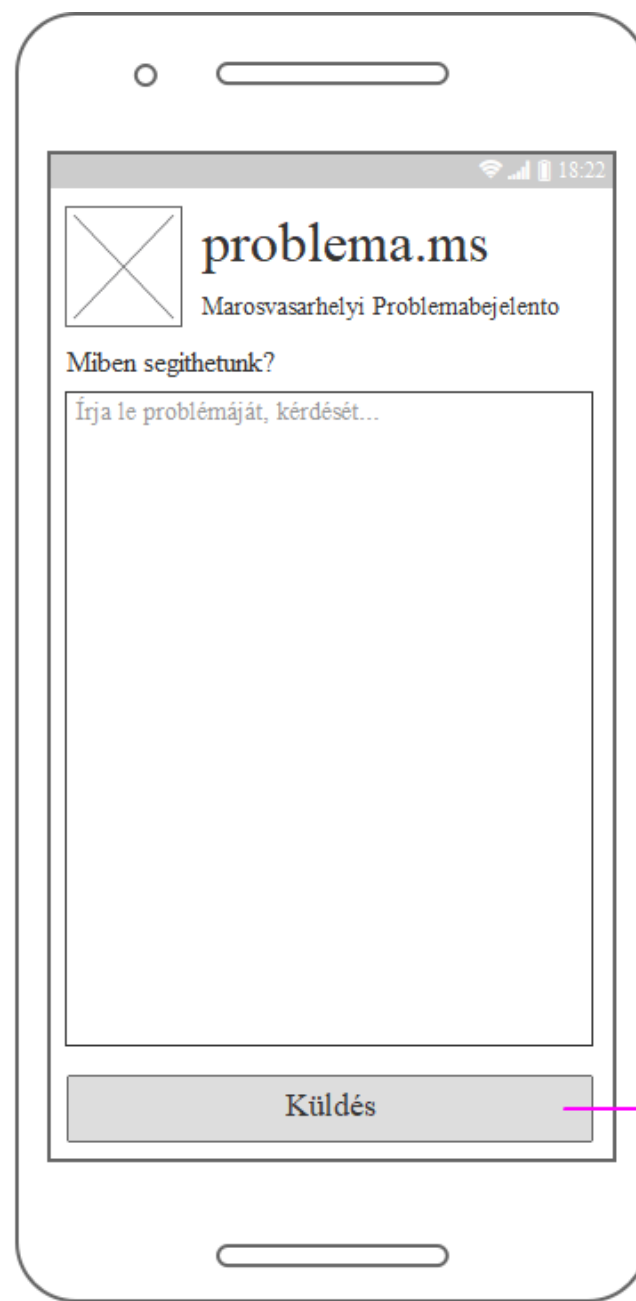 18:22
problema.ms
Marosvasarhelyi Problemabejelento
Miben segithetunk?
Írja le problémáját, kérdését...
Küldés